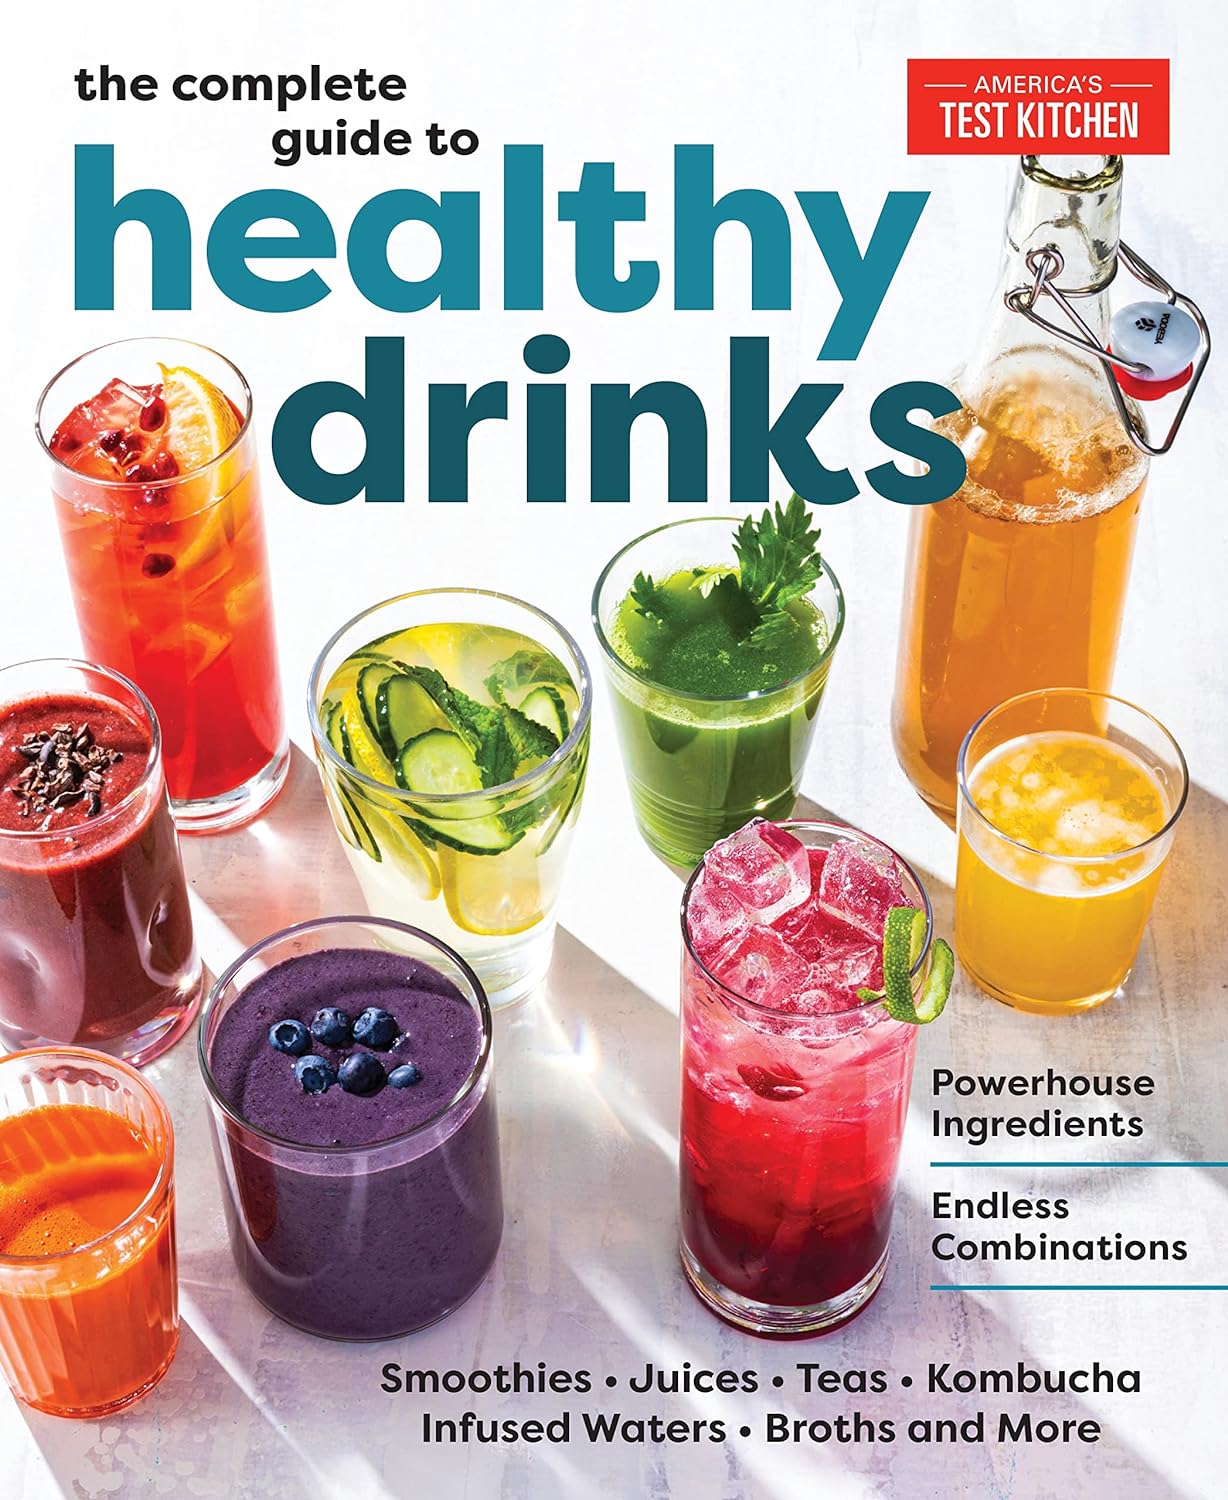 the complete
guide to
healthy
drinks
AMERICA'S
TEST KITCHEN
Powerhouse
Ingredients
Endless
Combinations
Smoothies • Juices • Teas • Kombucha
Infused Waters • Broths and More